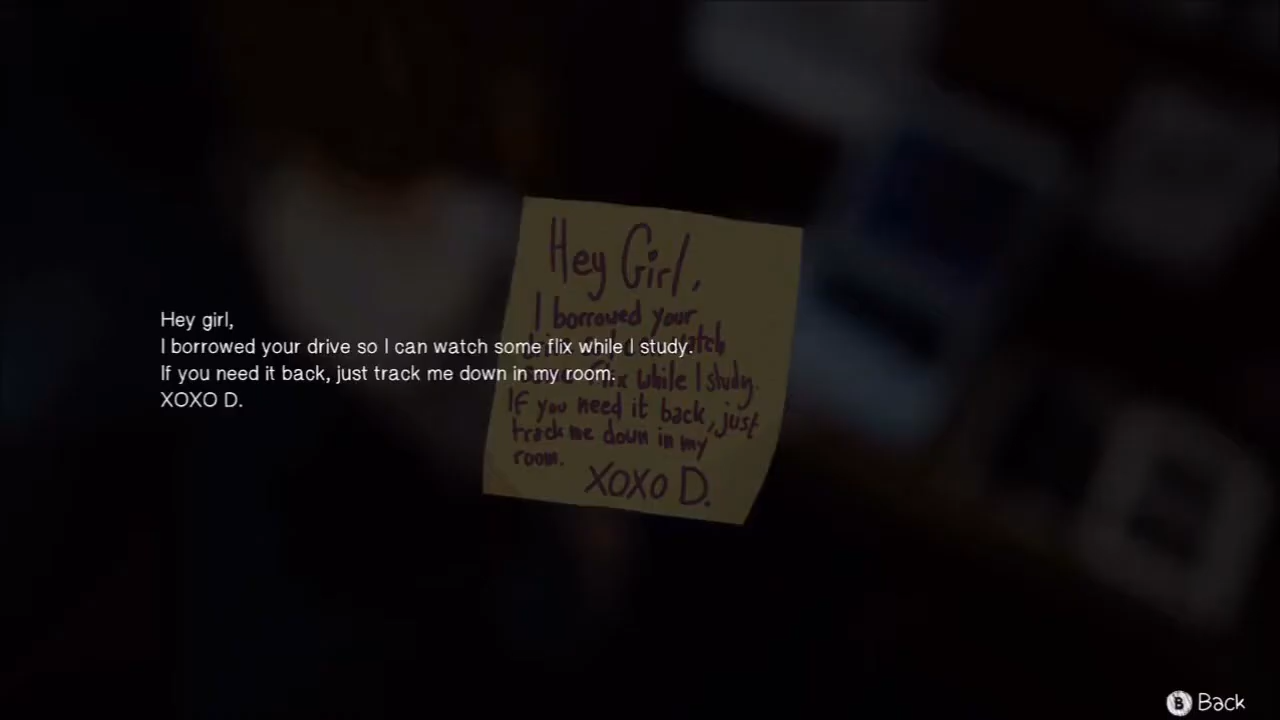 Hey girl,
I borrowed your drive so I can watch some flix while I study.
If you need it back, just track me down in my room.
XOXO D.
Hey Girl,
I borrowed your
flix while I study.
If you need it back, just
track me down in my
room.
XOXO D.
B Back